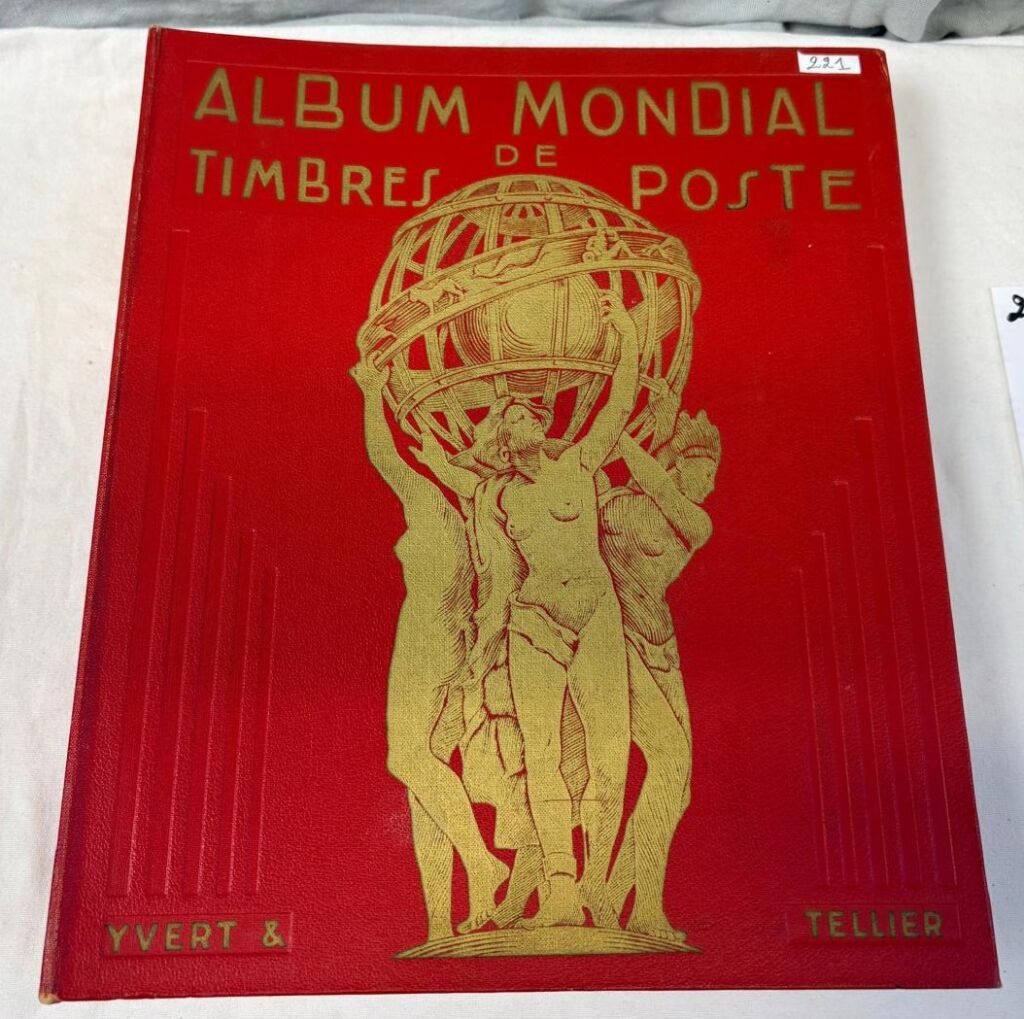 221
ALBUM MONDIAL
DE
TIMBRES POSTE
YVERT & TELLIER